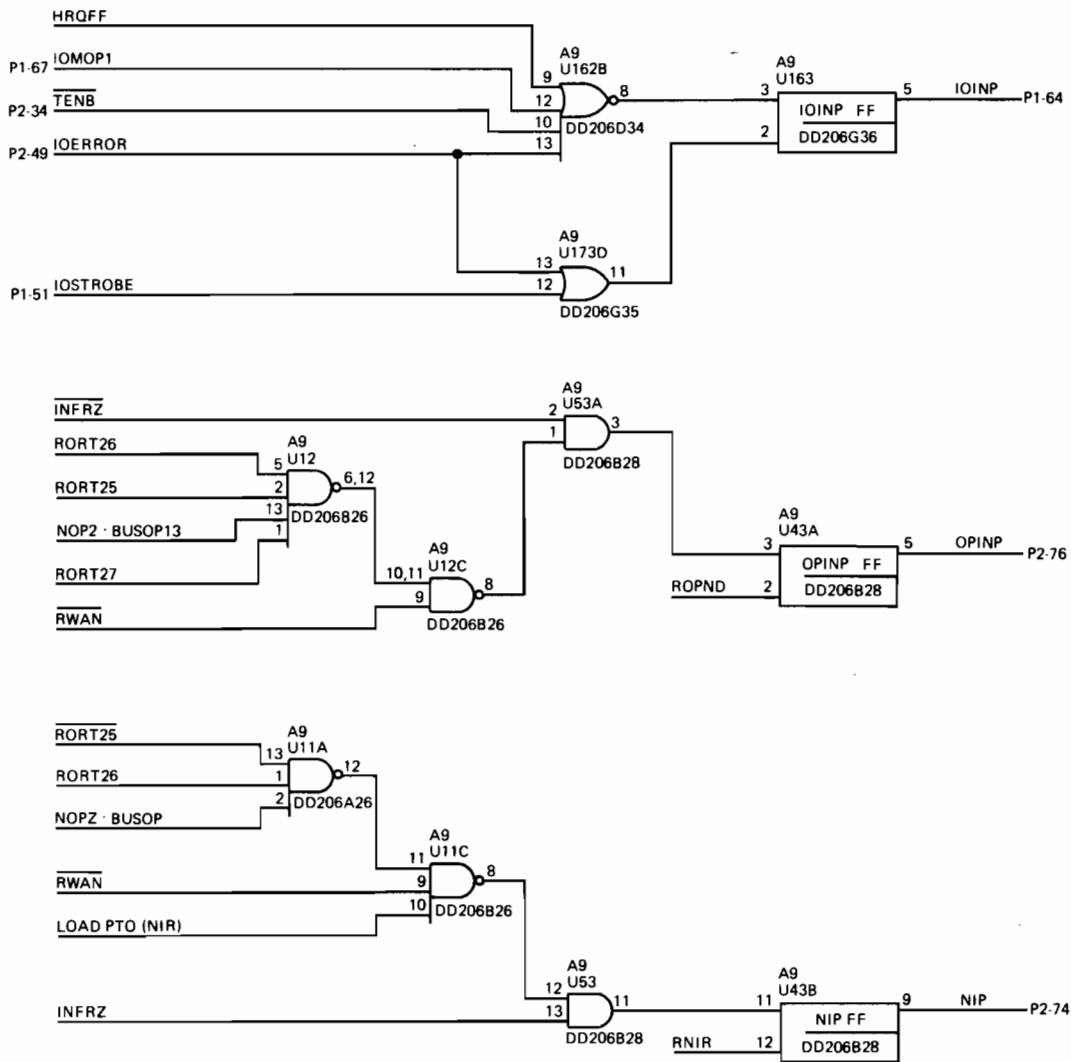 HRQFF
P1-67 IOMOP1
P2-34 T̅E̅N̅B̅
P2-49 IOERROR
9
12
10
13
A9
U162B
8
DD206D34
A9
U163
3
2
IOINP FF
DD206G36
5
IOINP
P1-64
A9
U173D
13
12
11
DD206G35
P1-51 IOSTROBE
I̅N̅F̅R̅Z̅
RORT26
RORT25
NOP2 · BUSOP13
RORT27
R̅W̅A̅N̅
A9
U12
5
2
13
1
6,12
DD206B26
A9
U12C
10,11
9
8
DD206B26
A9
U53A
2
1
3
DD206B28
A9
U43A
3
ROPND 2
OPINP FF
DD206B28
5
OPINP
P2-76
R̅O̅R̅T̅2̅5̅
RORT26
NOPZ · BUSOP
R̅W̅A̅N̅
LOAD PTO (NIR)
INFRZ
A9
U11A
13
1
2
12
DD206A26
A9
U11C
11
9
10
8
DD206B26
A9
U53
12
13
11
DD206B28
A9
U43B
11
RNIR 12
NIP FF
DD206B28
9
NIP
P2-74